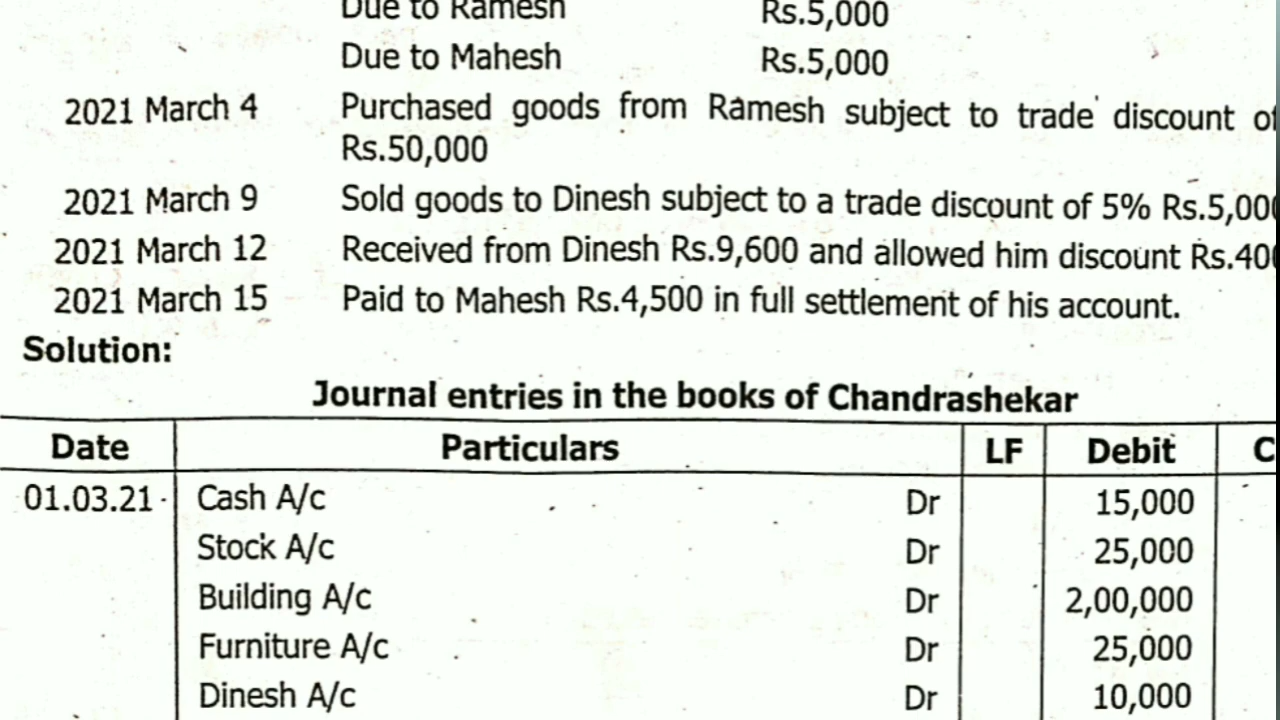 Due to Ramesh Rs.5,000
Due to Mahesh Rs.5,000
2021 March 4 Purchased goods from Ramesh subject to trade discount of
Rs.50,000
2021 March 9 Sold goods to Dinesh subject to a trade discount of 5% Rs.5,000
2021 March 12 Received from Dinesh Rs.9,600 and allowed him discount Rs.400
2021 March 15 Paid to Mahesh Rs.4,500 in full settlement of his account.
Solution:
Journal entries in the books of Chandrashekar
Date Particulars LF Debit C
01.03.21 Cash A/c Dr 15,000
Stock A/c Dr 25,000
Building A/c Dr 2,00,000
Furniture A/c Dr 25,000
Dinesh A/c Dr 10,000